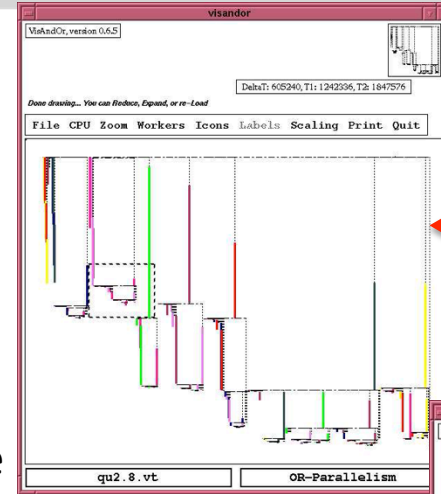 visandor
VisAndOr, version 0.6.5
DeltaT: 605240, T1: 1242336, T2: 1847576
Done drawing... You can Reduce, Expand, or re-Load
File CPU Zoom Workers Icons Labels Scaling Print Quit
e
qu2.8.vt
OR-Parallelism